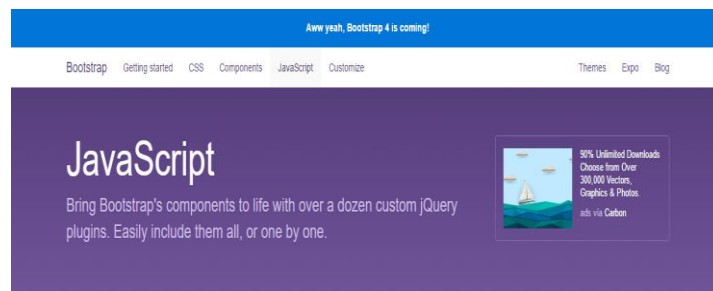 Aww yeah, Bootstrap 4 is coming!
Bootstrap Getting started CSS Components JavaScript Customize Themes Expo Blog
JavaScript
Bring Bootstrap's components to life with over a dozen custom jQuery
plugins. Easily include them all, or one by one.
90% Unlimited Downloads
Choose from Over
300,000 Vectors,
Graphics & Photos.
ads via Carbon